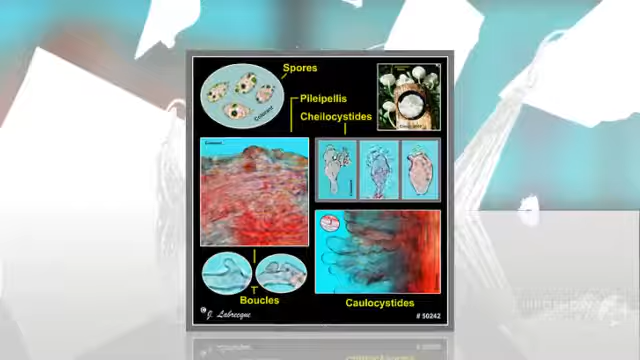 Spores
Pileipellis
Cheilocystides
Boucles
Caulocystides
© J. Labrecque
# 50242